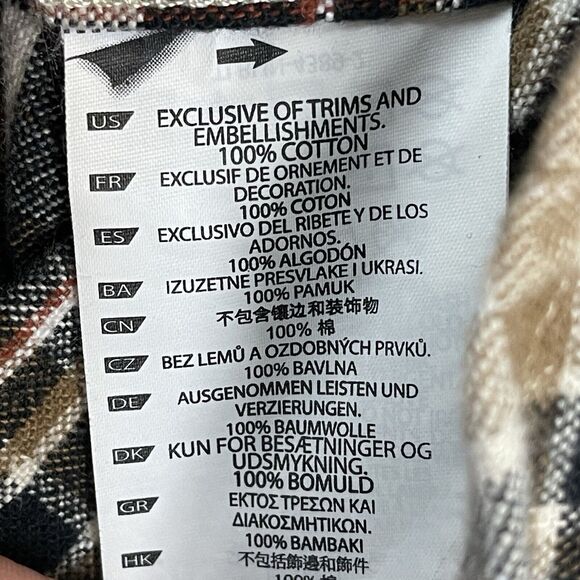 US EXCLUSIVE OF TRIMS AND
EMBELLISHMENTS.
100% COTTON
FR EXCLUSIF DE ORNEMENT ET DE
DECORATION.
100% COTON
ES EXCLUSIVO DEL RIBETE Y DE LOS
ADORNOS.
100% ALGODÓN
BA IZUZETNE PRESVLAKE I UKRASI.
100% PAMUK
CN 不包含镶边和装饰物
100% 棉
CZ BEZ LEMŮ A OZDOBNÝCH PRVKŮ.
100% BAVLNA
DE AUSGENOMMEN LEISTEN UND
VERZIERUNGEN.
100% BAUMWOLLE
DK KUN FOR BESÆTNINGER OG
UDSMYKNING.
100% BOMULD
GR ΕΚΤΟΣ ΤΡΕΣΩΝ ΚΑΙ
ΔΙΑΚΟΣΜΗΤΙΚΩΝ.
100% ΒΑΜΒΑΚΙ
HK 不包括飾邊和飾件
100% 棉